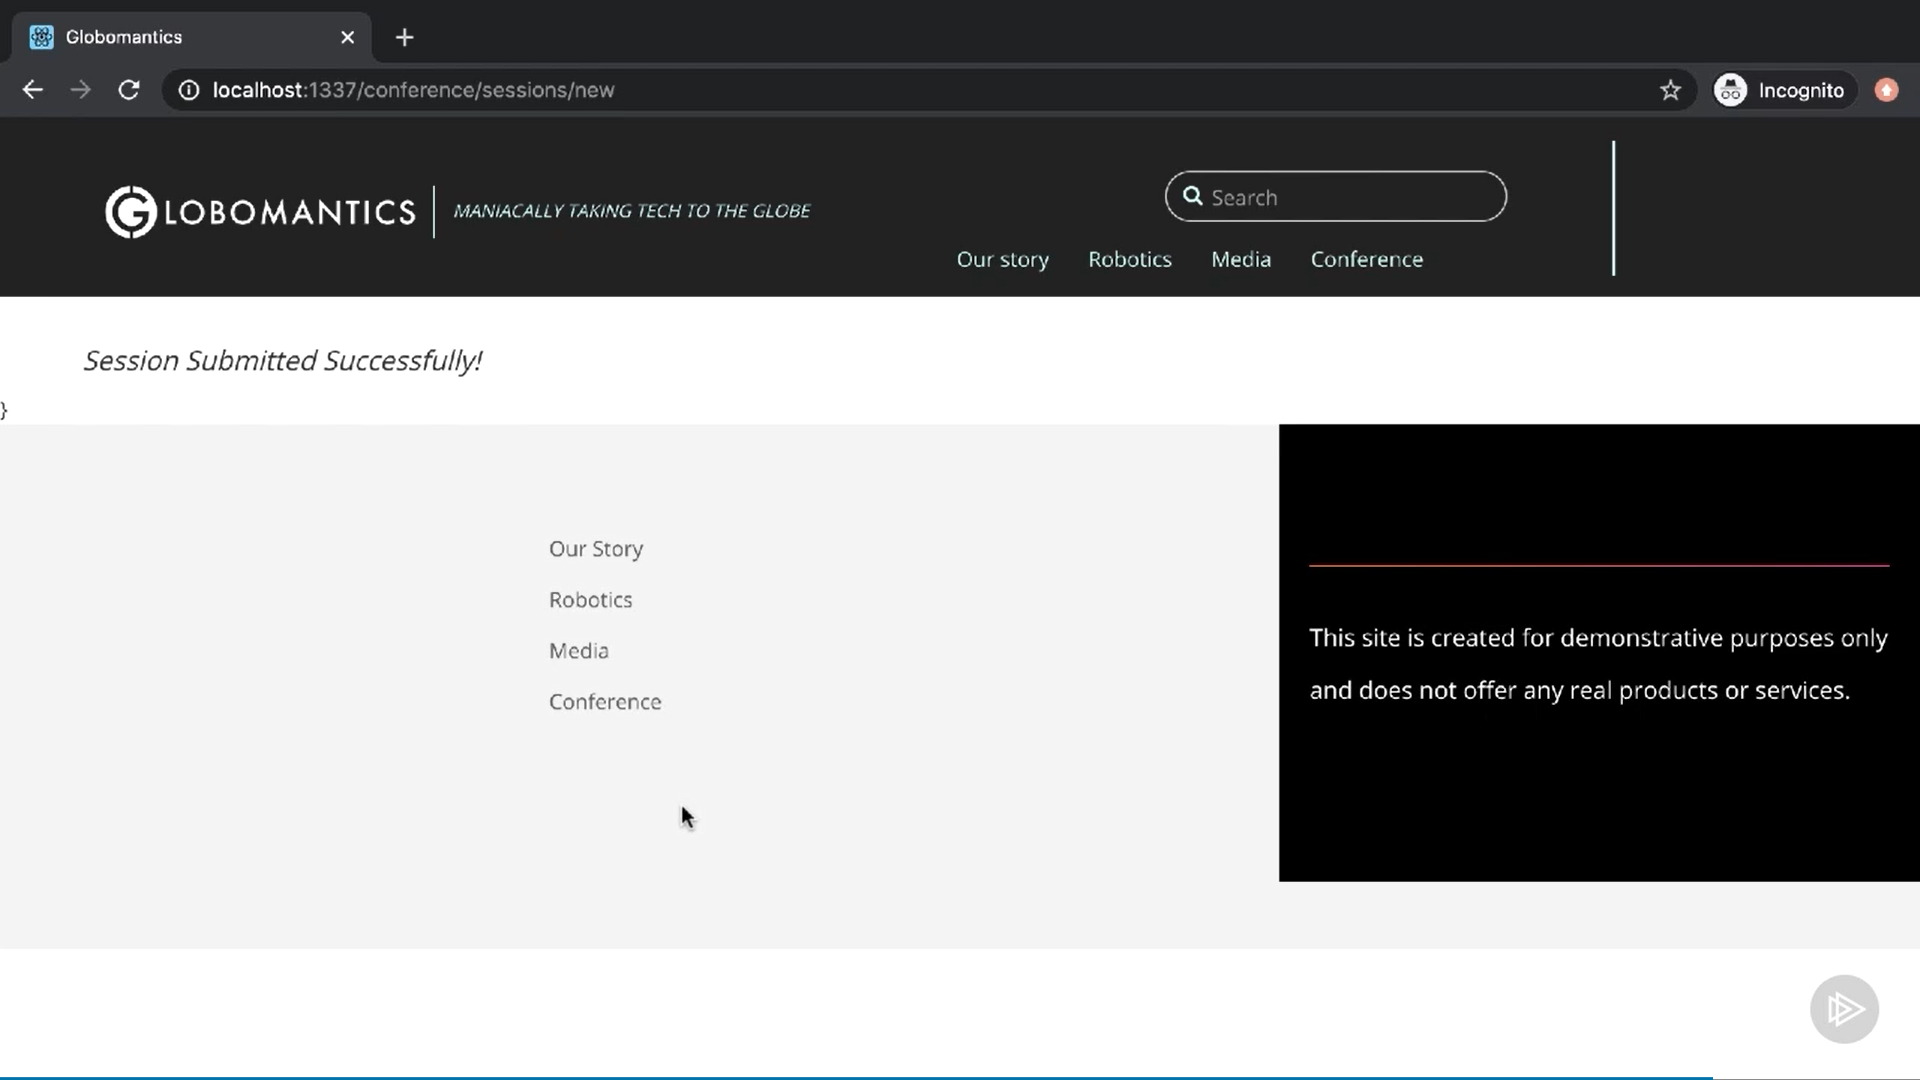 Globomantics
localhost:1337/conference/sessions/new
Incognito
GLOBOMANTICS
MANIACALLY TAKING TECH TO THE GLOBE
Search
Our story
Robotics
Media
Conference
Session Submitted Successfully!
}
Our Story
Robotics
Media
Conference
This site is created for demonstrative purposes only
and does not offer any real products or services.